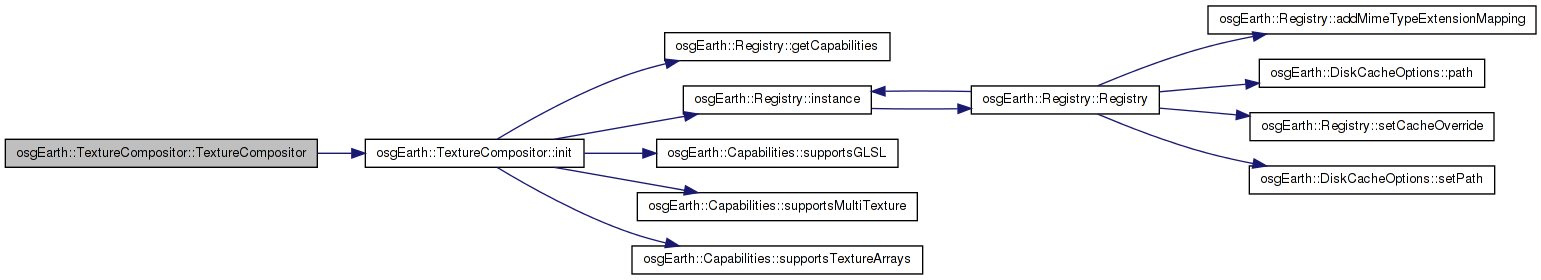 osgEarth::TextureCompositor::TextureCompositor
osgEarth::TextureCompositor::init
osgEarth::Registry::getCapabilities
osgEarth::Registry::instance
osgEarth::Capabilities::supportsGLSL
osgEarth::Capabilities::supportsMultiTexture
osgEarth::Capabilities::supportsTextureArrays
osgEarth::Registry::Registry
osgEarth::Registry::addMimeTypeExtensionMapping
osgEarth::DiskCacheOptions::path
osgEarth::Registry::setCacheOverride
osgEarth::DiskCacheOptions::setPath